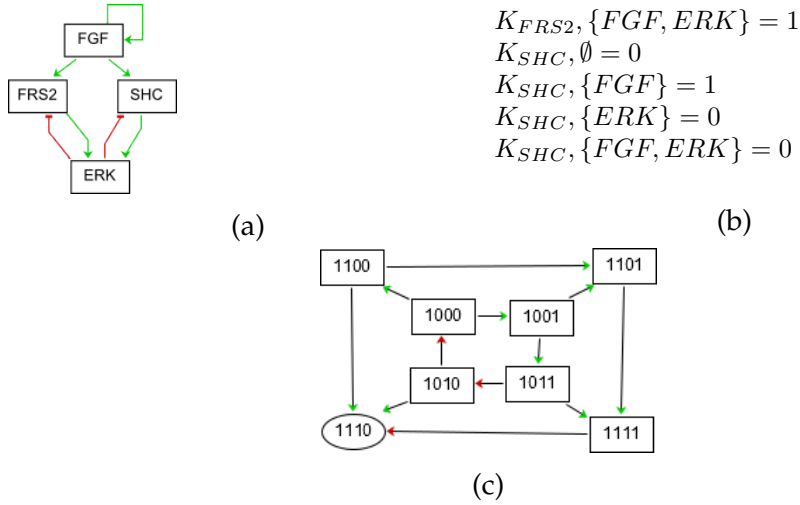 FGF
FRS2 SHC
ERK
(a)
K_{FRS2}, \{FGF, ERK\} = 1
K_{SHC}, \emptyset = 0
K_{SHC}, \{FGF\} = 1
K_{SHC}, \{ERK\} = 0
K_{SHC}, \{FGF, ERK\} = 0
(b)
1100 1101
1000 1001
1010 1011
1110 1111
(c)